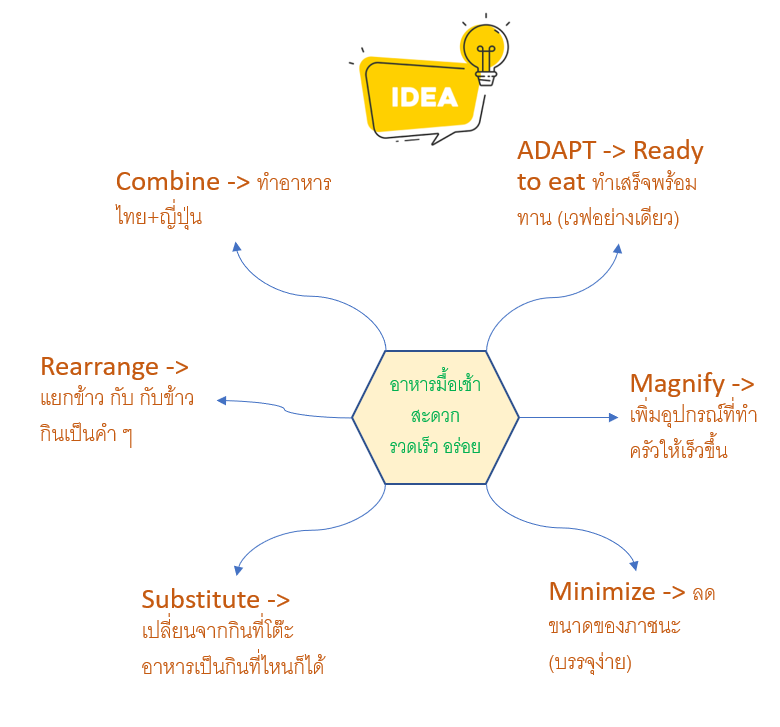 IDEA
Combine -> ทำอาหาร
ไทย+ญี่ปุ่น
ADAPT -> Ready
to eat ทำเสร็จพร้อม
ทาน (เวฟอย่างเดียว)
Rearrange ->
แยกข้าว กับ กับข้าว
กินเป็นคำ ๆ
อาหารมื้อเช้า
สะดวก
รวดเร็ว อร่อย
Magnify ->
เพิ่มอุปกรณ์ที่ทำ
ครัวให้เร็วขึ้น
Substitute ->
เปลี่ยนจากกินที่โต๊ะ
อาหารเป็นกินที่ไหนก็ได้
Minimize -> ลด
ขนาดของภาชนะ
(บรรจุง่าย)